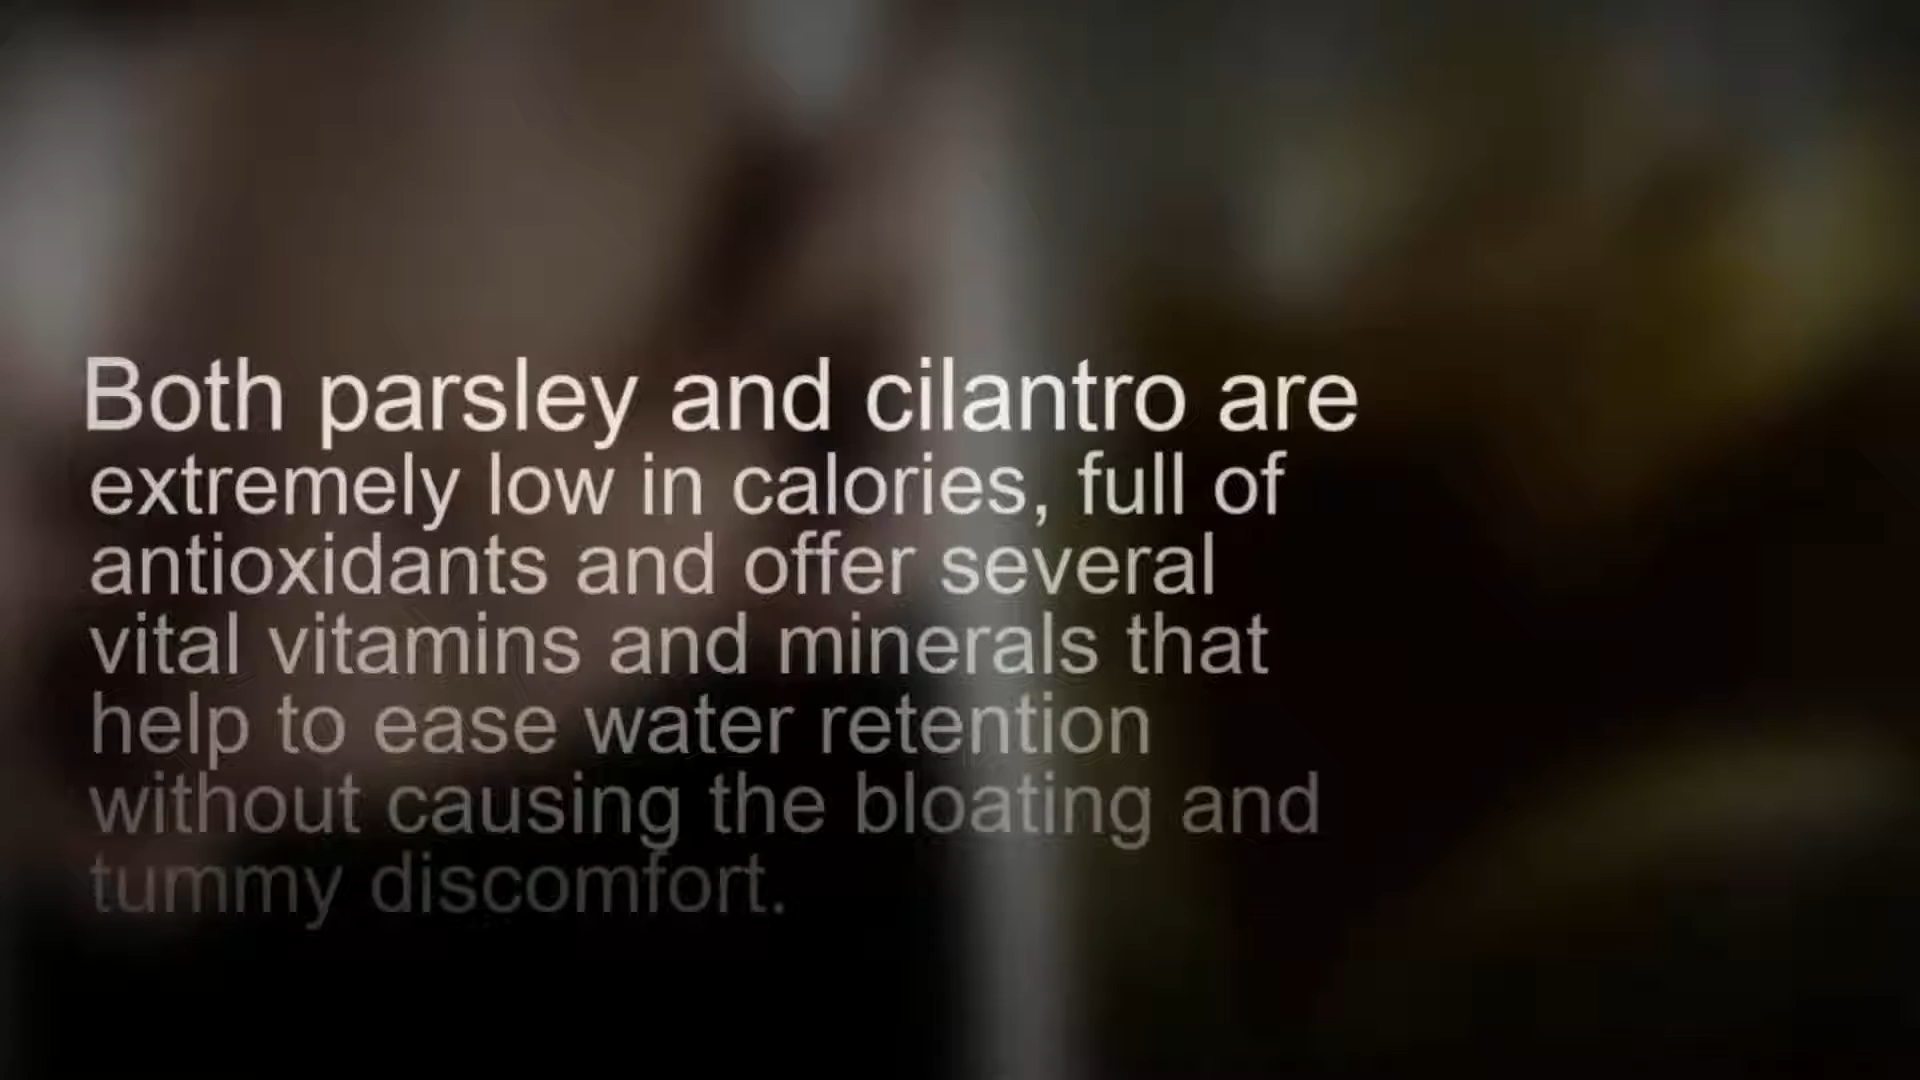 Both parsley and cilantro are
extremely low in calories, full of
antioxidants and offer several
vital vitamins and minerals that
help to ease water retention
without causing the bloating and
tummy discomfort.